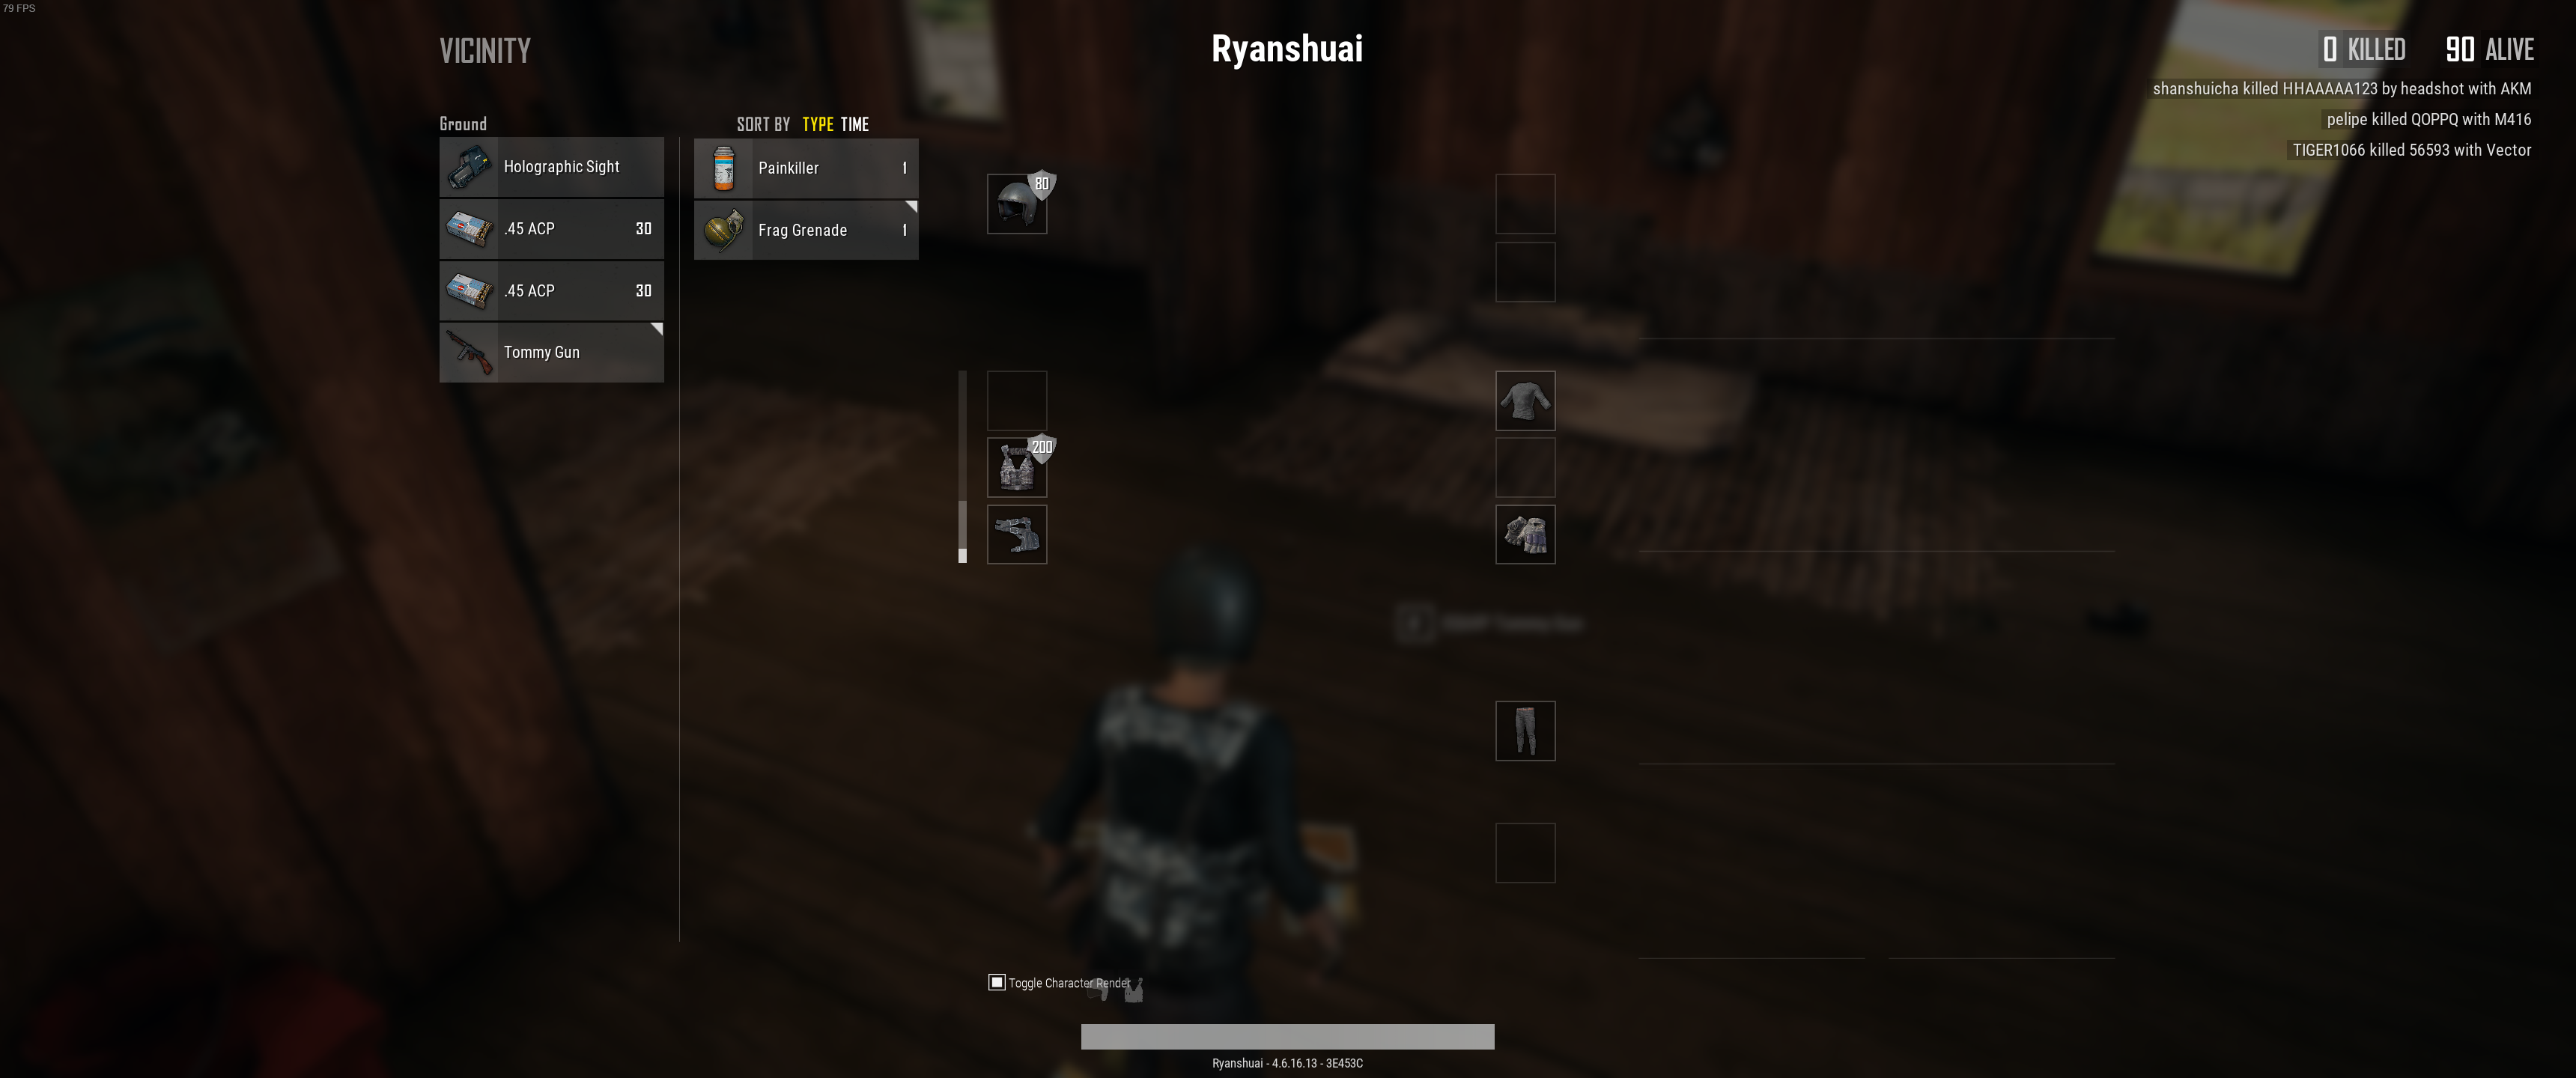 79 FPS
VICINITY
Ryanshuai
0 KILLED 90 ALIVE
shanshuicha killed HHAAAAA123 by headshot with AKM
pelipe killed QOPPQ with M416
TIGER1066 killed 56593 with Vector
Ground
SORT BY TYPE TIME
Holographic Sight
.45 ACP 30
.45 ACP 30
Tommy Gun
Painkiller 1
Frag Grenade 1
80
200
Tommy Gun
Toggle Character Render
Ryanshuai - 4.6.16.13 - 3E453C